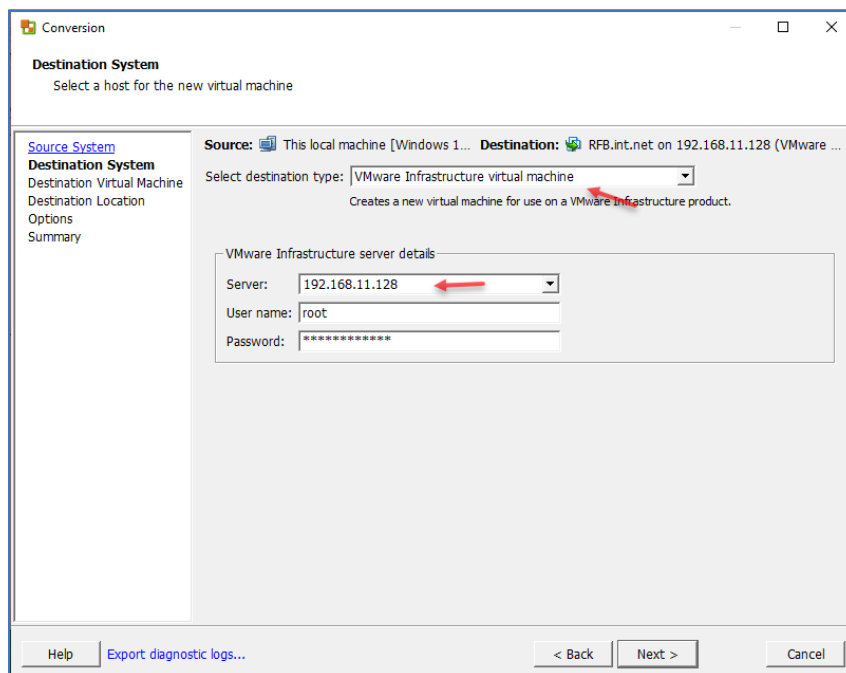 Conversion
Destination System
Select a host for the new virtual machine
Source System
Destination System
Destination Virtual Machine
Destination Location
Options
Summary
Source: This local machine [Windows 1... Destination: RFB.int.net on 192.168.11.128 (VMware ...
Select destination type: VMware Infrastructure virtual machine
Creates a new virtual machine for use on a VMware Infrastructure product.
VMware Infrastructure server details
Server: 192.168.11.128
User name: root
Password: ************
Help Export diagnostic logs... < Back Next > Cancel